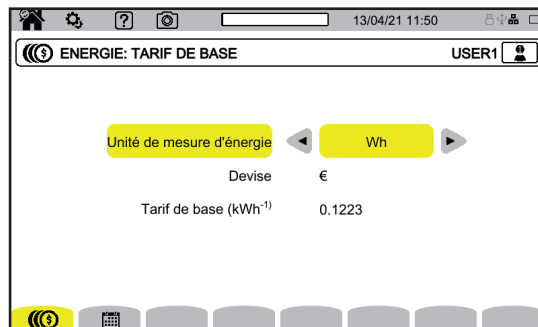 13/04/21 11:50
ENERGIE: TARIF DE BASE USER1
Unité de mesure d'énergie Wh
Devise €
Tarif de base (kWh⁻¹⁾ 0.1223